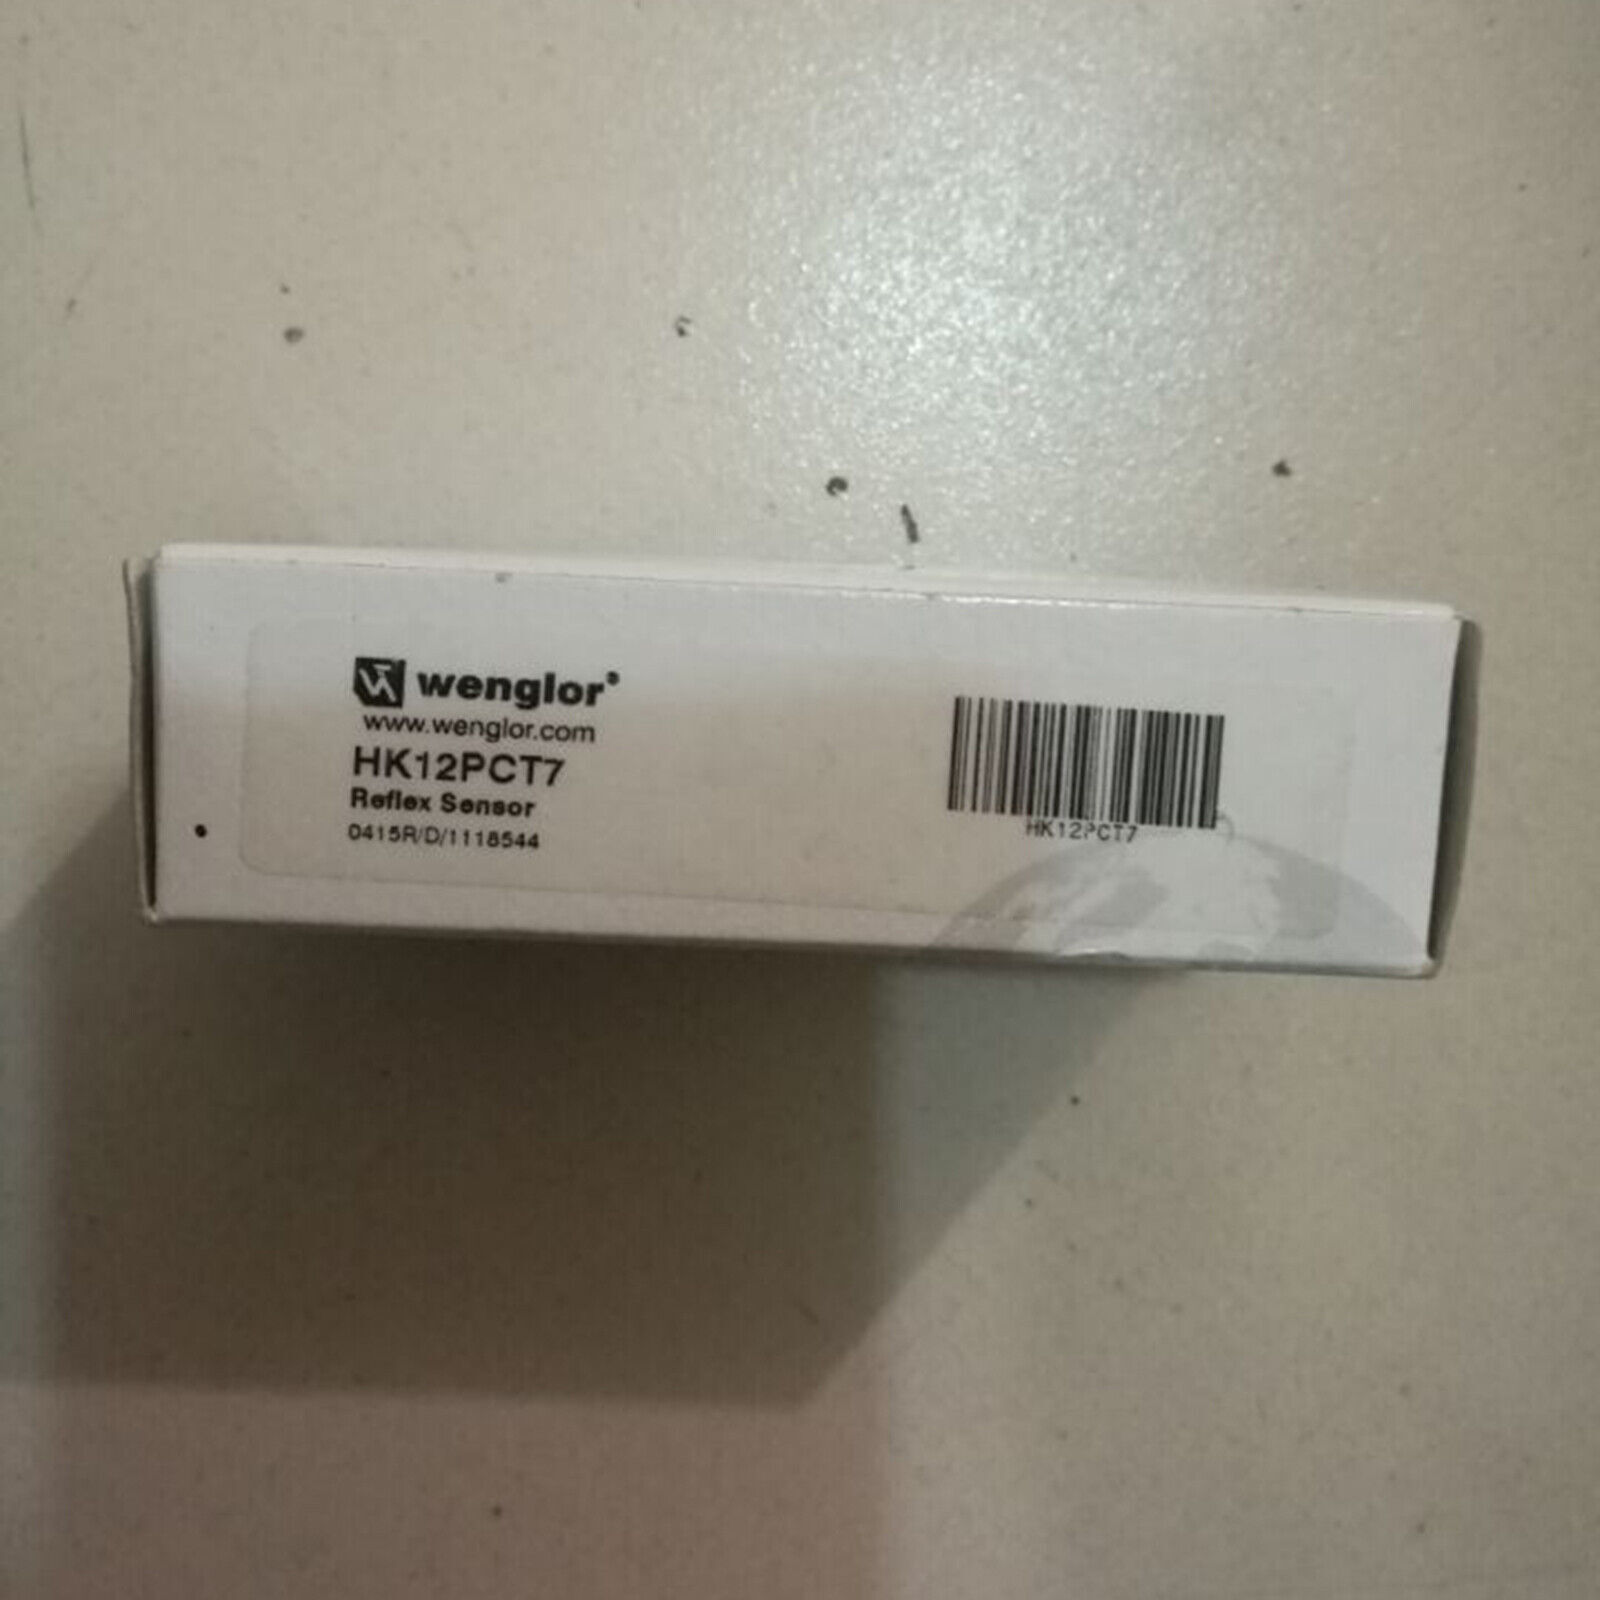 wenglor®
www.wenglor.com
HK12PCT7
Reflex Sensor
0415R/D/1118544
HK12PCT7